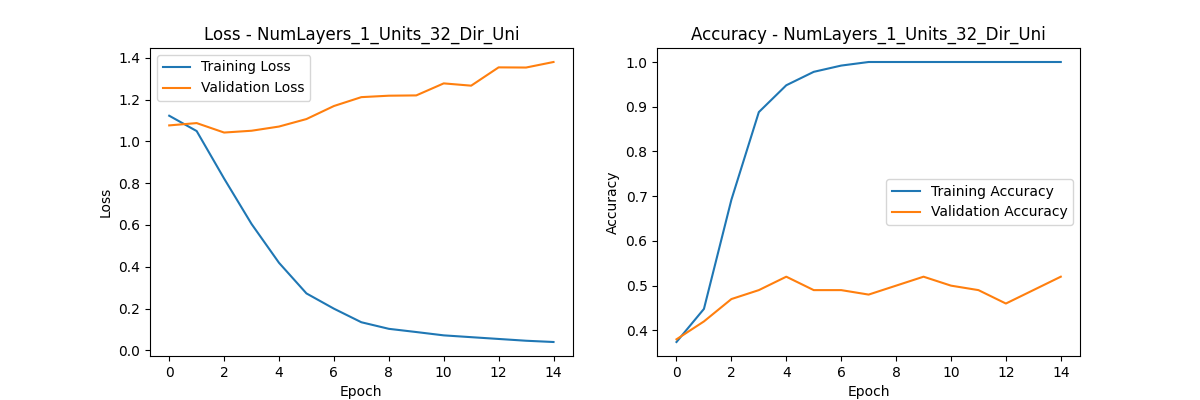 Loss - NumLayers_1_Units_32_Dir_Uni
Training Loss
Validation Loss
1.4
1.2
1.0
0.8
0.6
0.4
0.2
0.0
Loss
0 2 4 6 8 10 12 14
Epoch
Accuracy - NumLayers_1_Units_32_Dir_Uni
1.0
0.9
0.8
0.7
0.6
0.5
0.4
Accuracy
Training Accuracy
Validation Accuracy
0 2 4 6 8 10 12 14
Epoch